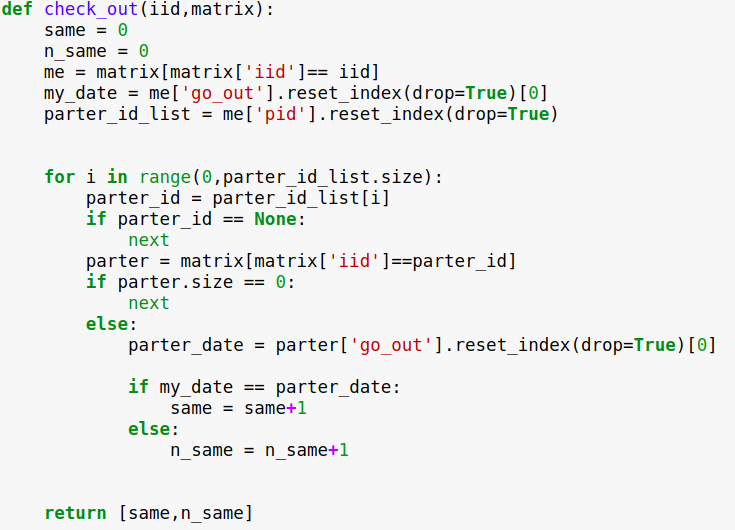 def check_out(iid,matrix):
    same = 0
    n_same = 0
    me = matrix[matrix['iid']== iid]
    my_date = me['go_out'].reset_index(drop=True)[0]
    parter_id_list = me['pid'].reset_index(drop=True)
    for i in range(0,parter_id_list.size):
        parter_id = parter_id_list[i]
        if parter_id == None:
            next
        parter = matrix[matrix['iid']==parter_id]
        if parter.size == 0:
            next
        else:
            parter_date = parter['go_out'].reset_index(drop=True)[0]
            if my_date == parter_date:
                same = same+1
            else:
                n_same = n_same+1
    return [same,n_same]